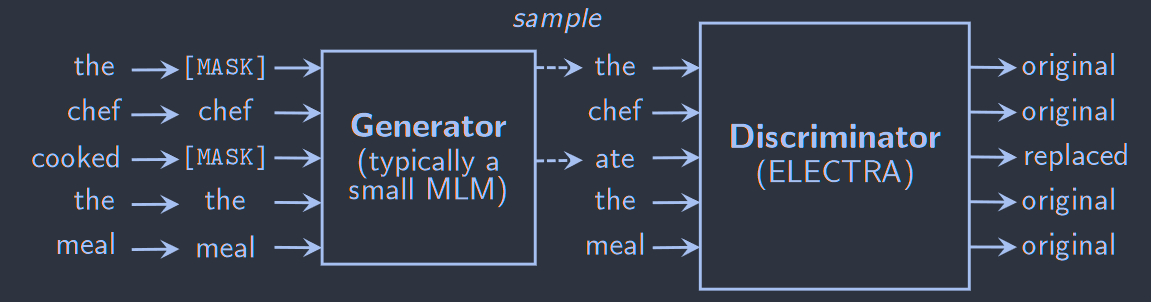 sample
the [MASK] the original
chef chef chef original
Generator
Discriminator
cooked [MASK] (typically a ate (ELECTRA) replaced
small MLM)
the the the original
meal meal meal original